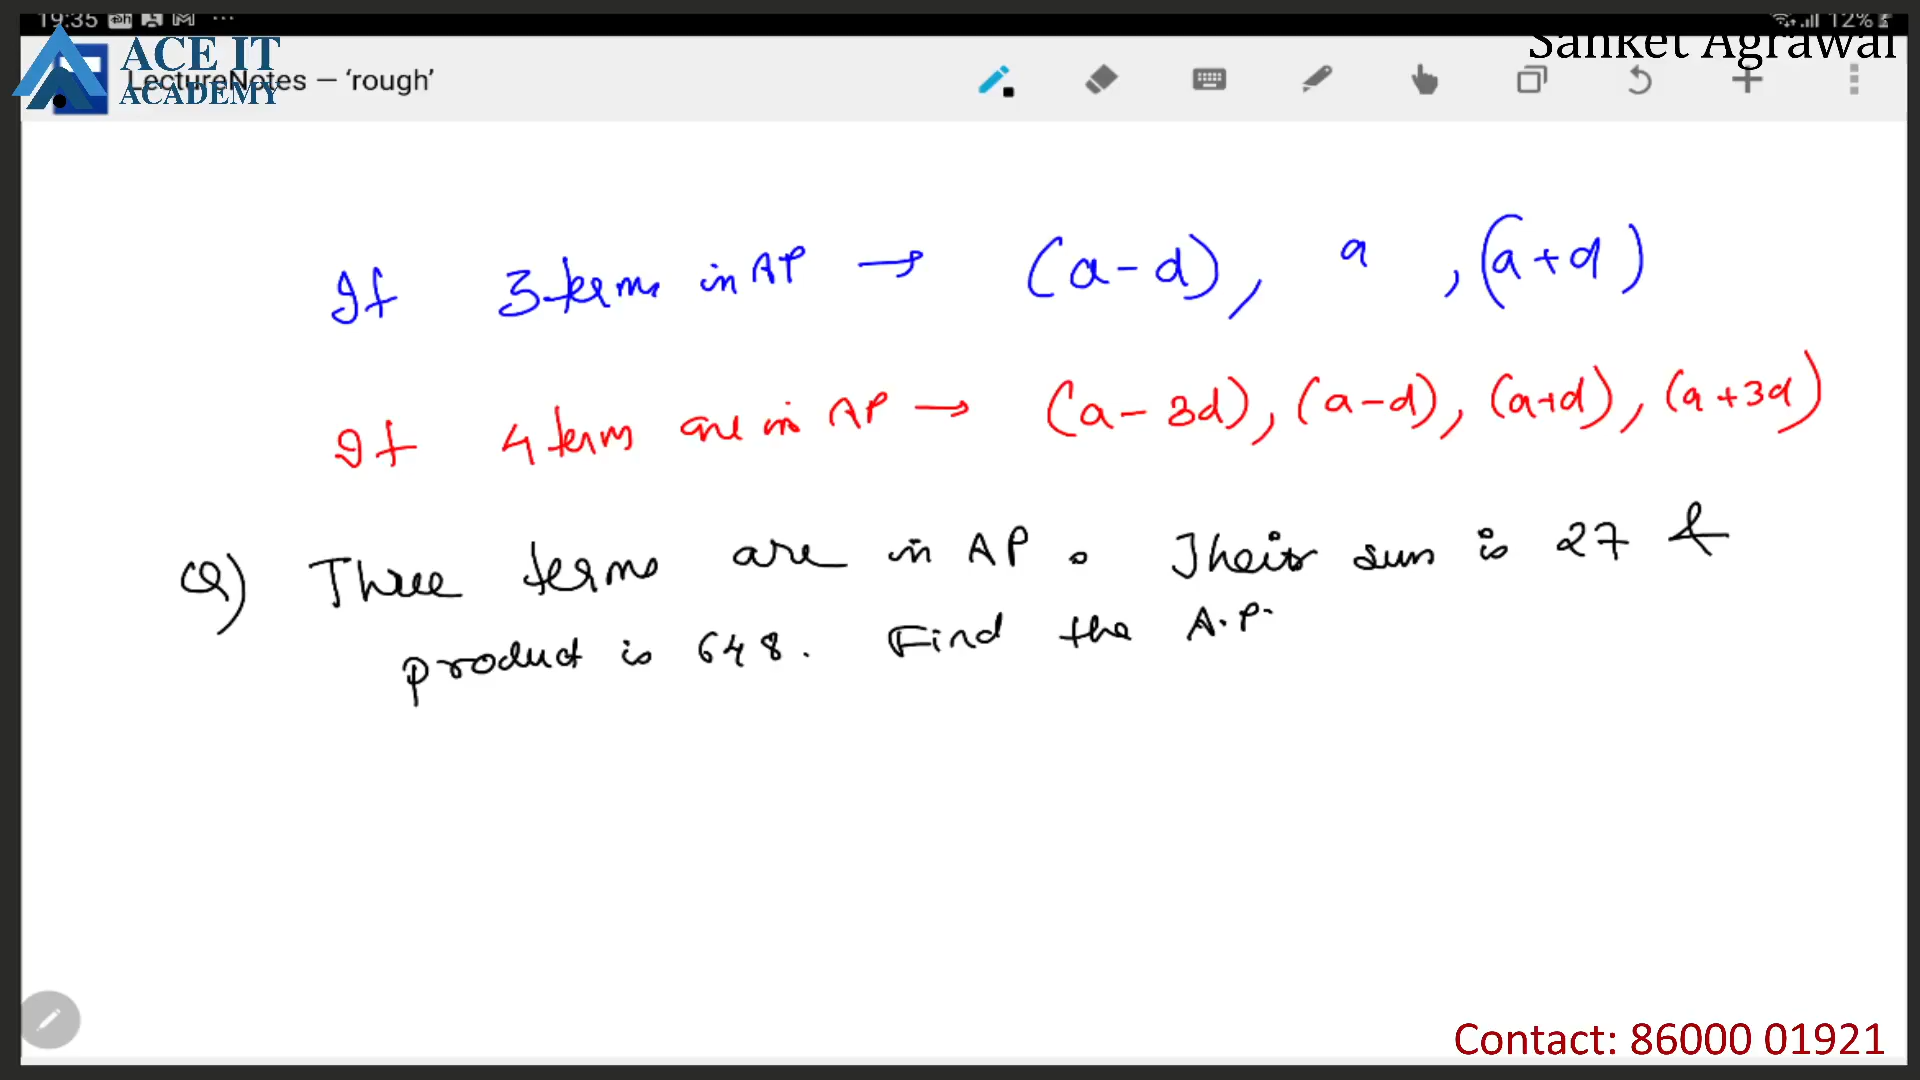 19:35 ... 12%
ACE IT
ACADEMY
LectureNotes — ‘rough’
Sanket Agrawal
If 3 terms in AP → (a-d), a, (a+d)
If 4 term are in AP → (a-3d), (a-d), (a+d), (a+3d)
Q) Three terms are in AP. Their sum is 27 &
product is 648. Find the A.P.
Contact: 86000 01921